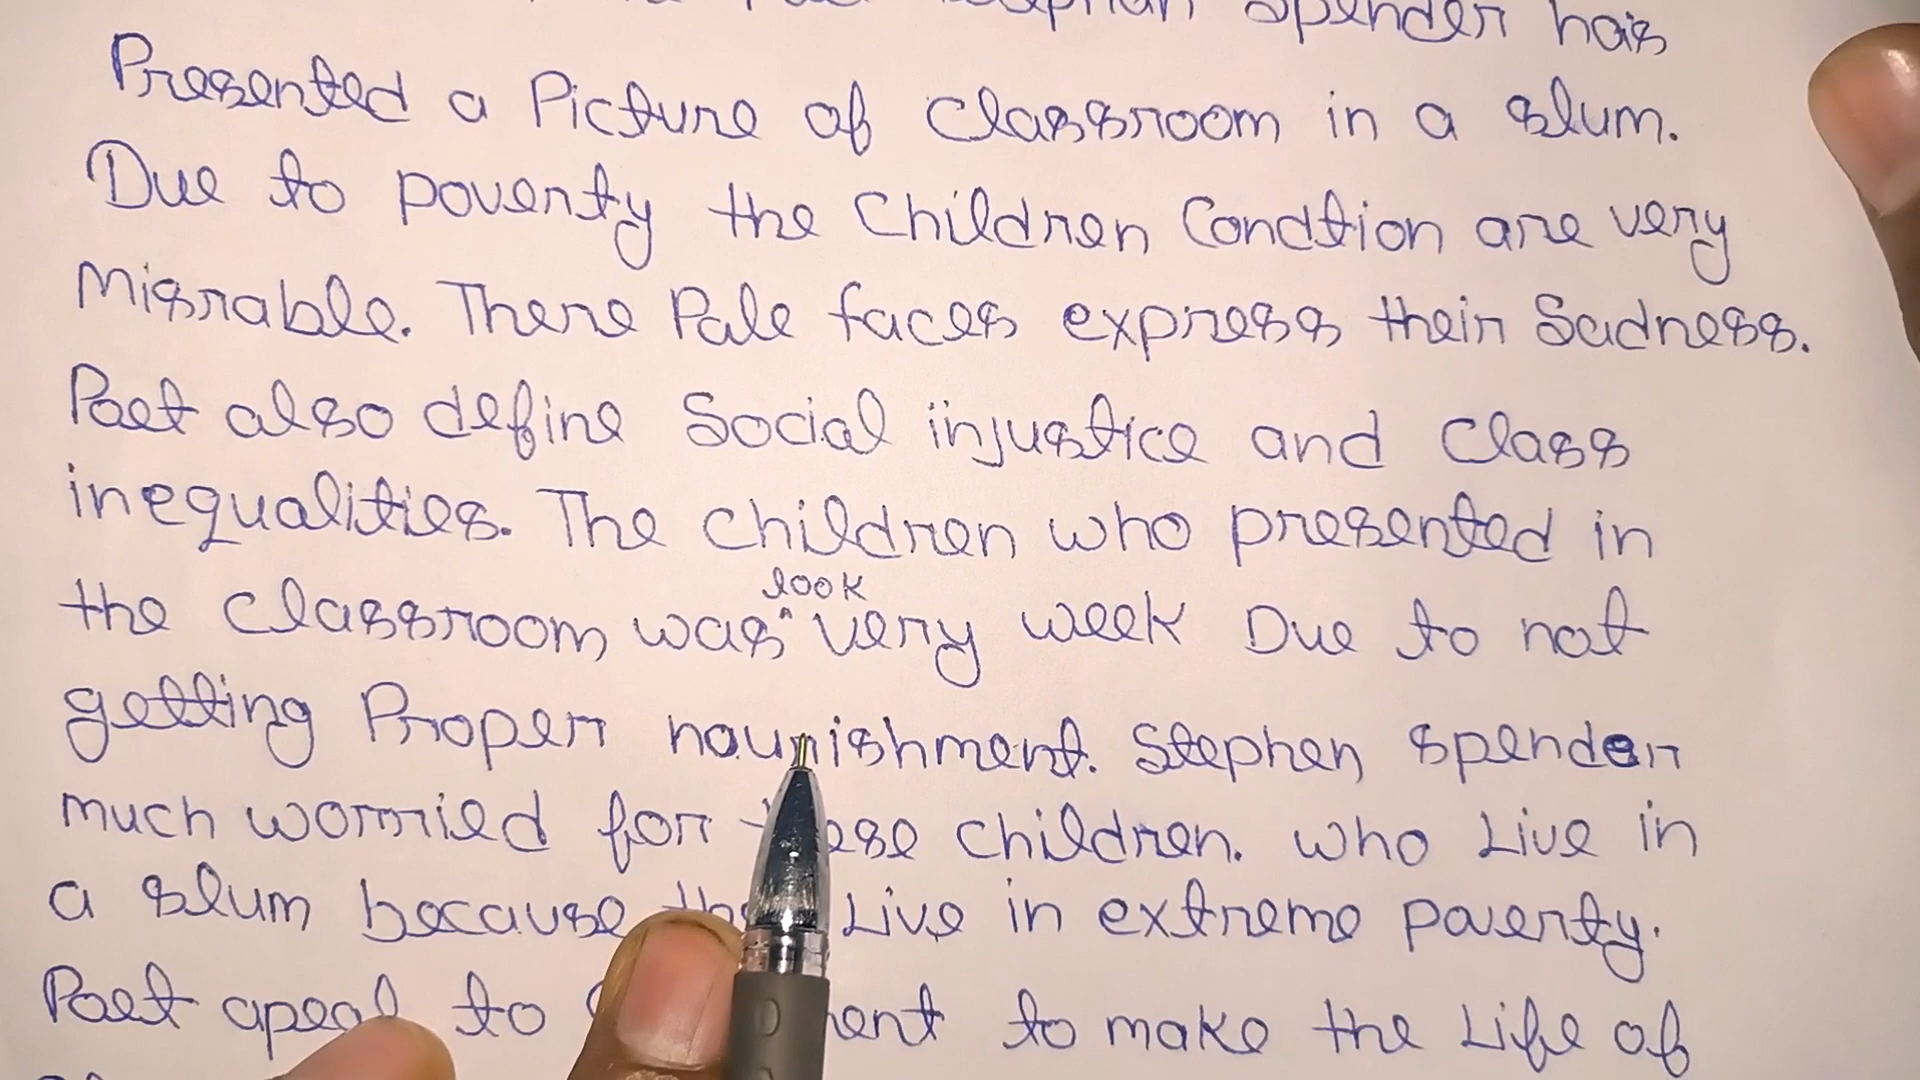 Spender has
Presented a Picture of classroom in a slum.
Due to poverty the children Condtion are very
Misrable. There Pale faces express their Sadness.
Poet also define Social injustice and Class
inequalities. The children who presented in
look
the classroom was^ very week Due to not
getting Proper nourishment. Stephen spender
much worried for these children. who Live in
a slum because Live in extreme poverty.
Poet apeal to to make the Life of